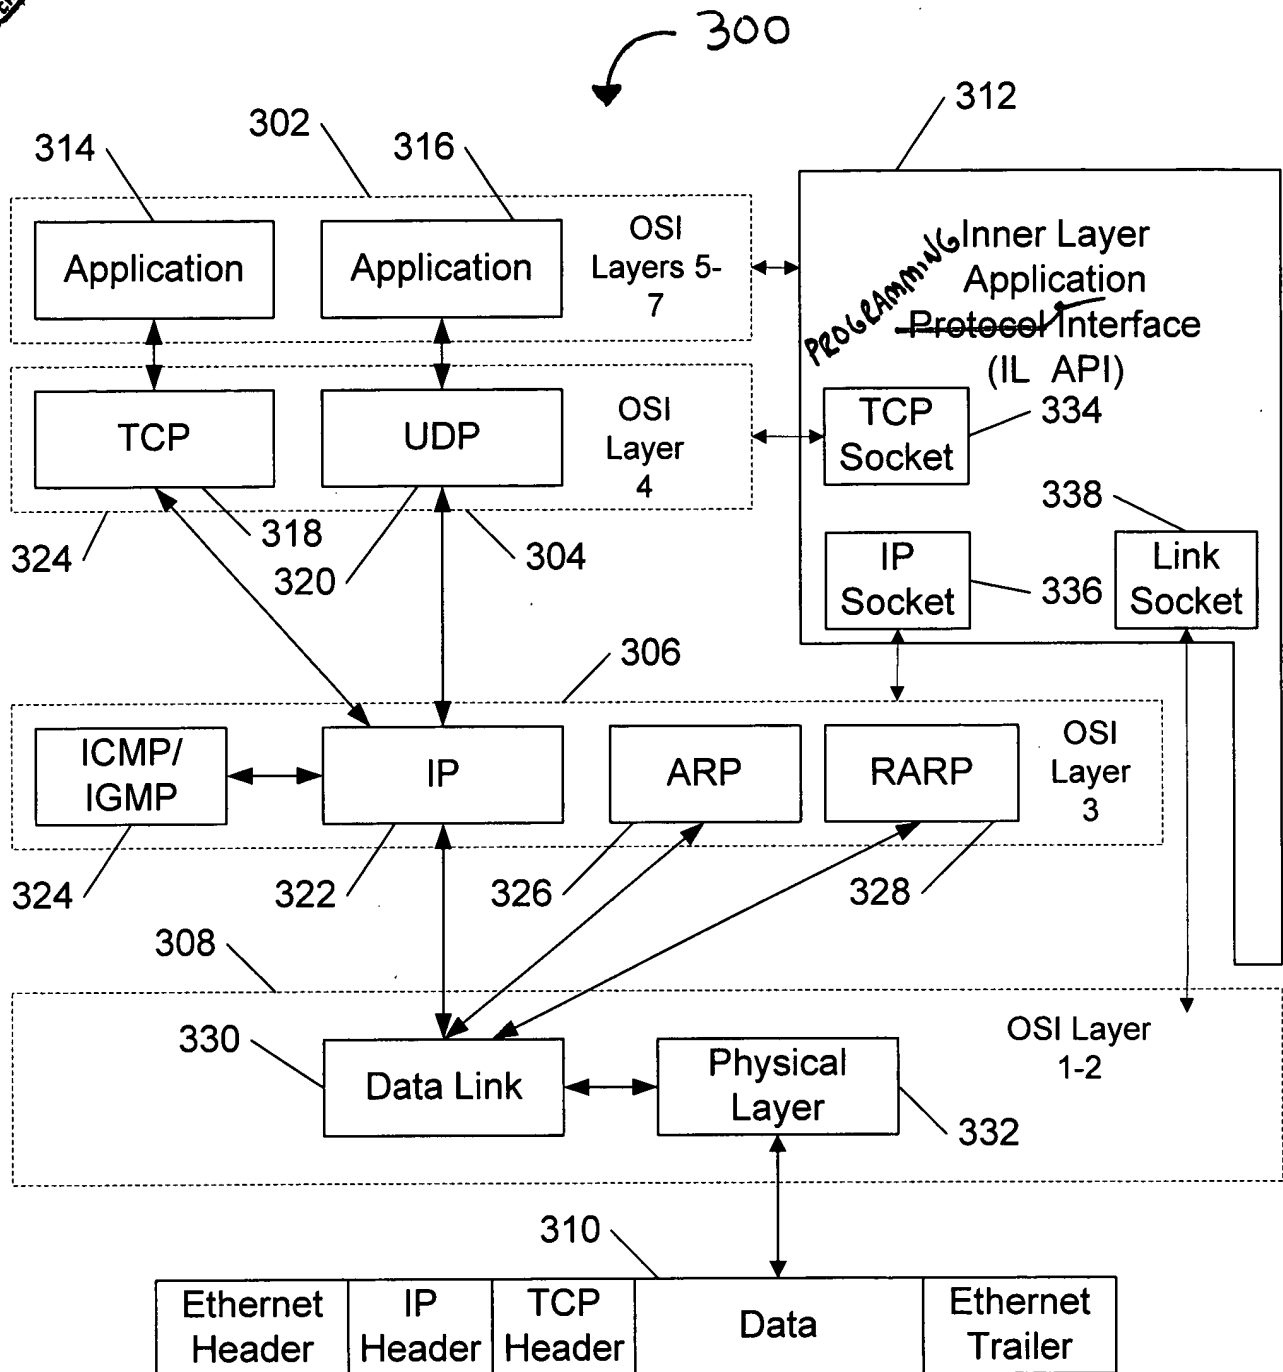 300
312
302
314
316
Application
Application
OSI
Layers 5-
7
Inner Layer
Application
PROGRAMMING
Protocol Interface
(IL API)
TCP
UDP
OSI
Layer
4
TCP
Socket
334
338
324
318
320
304
IP
Socket
336
Link
Socket
306
ICMP/
IGMP
IP
ARP
RARP
OSI
Layer
3
324
322
326
328
308
330
Data Link
Physical
Layer
332
OSI Layer
1-2
310
Ethernet
Header
IP
Header
TCP
Header
Data
Ethernet
Trailer